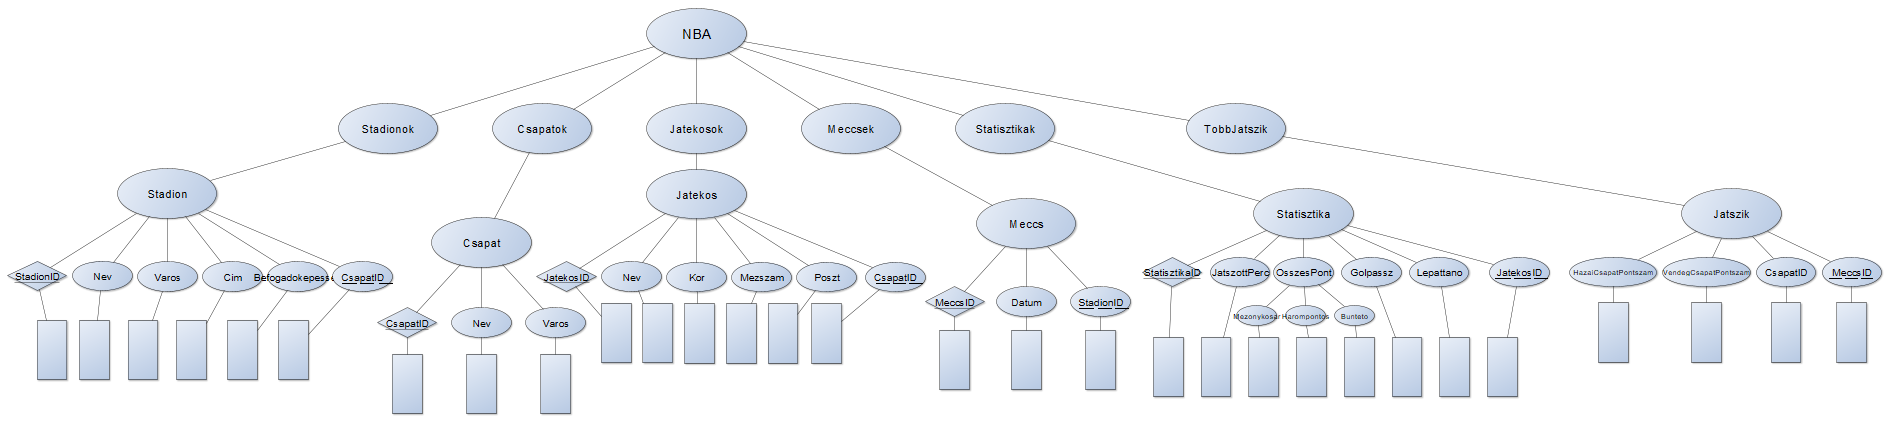 NBA
Stadionok
Csapatok
Jatekosok
Meccsek
Statisztikak
TobbJatszik
Stadion
Jatekos
Csapat
Meccs
Statisztika
Jatszik
StadionID
Nev
Varos
Cim
Befogadokepess
CsapatID
JatekosID
Nev
Kor
Mezszam
Poszt
CsapatID
StatisztikaID
JatszottPerc
OsszesPont
Golpassz
Lepattano
JatekosID
HazaiCsapatPontszam
VendegCsapatPontszam
CsapatID
MeccsID
CsapatID
Nev
Varos
MeccsID
Datum
StadionID
Mezonykosar
Harompontos
Bunteto